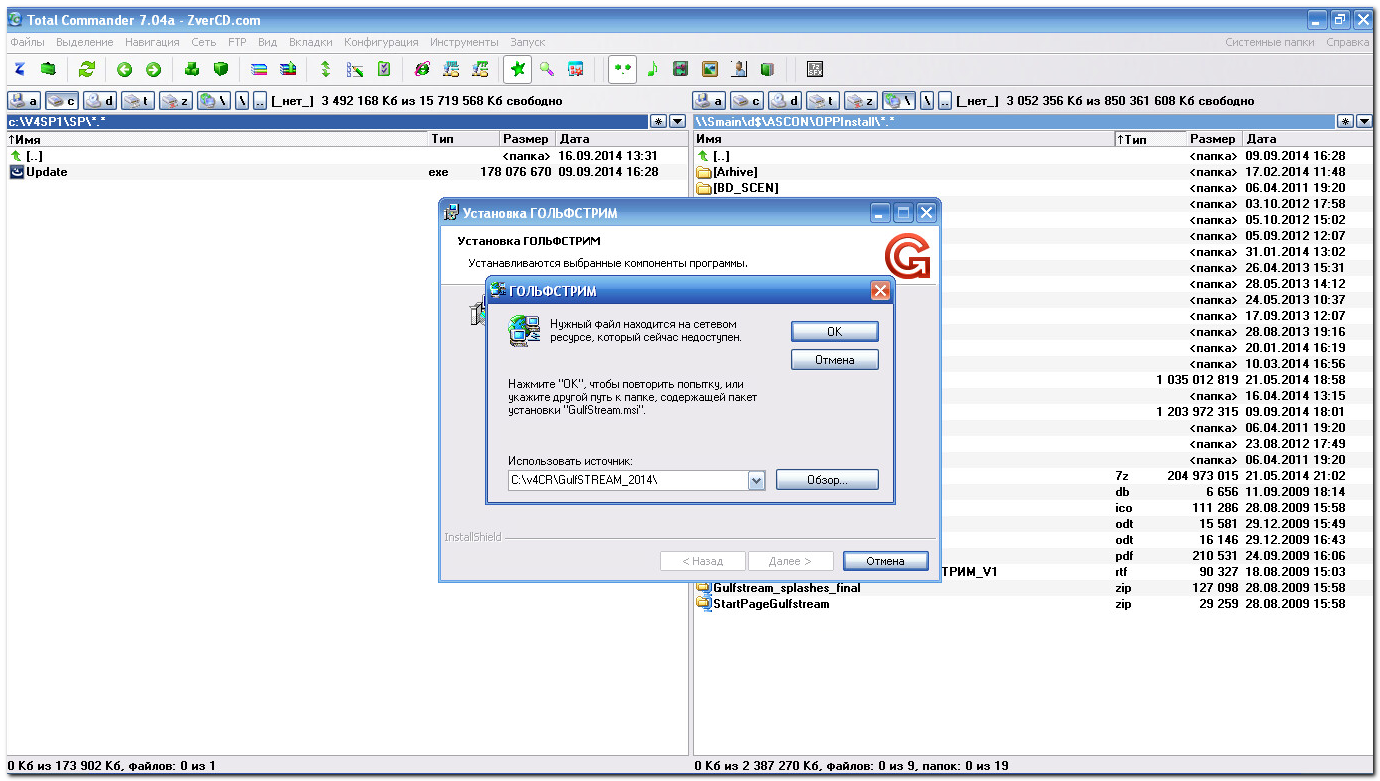 Total Commander 7.04a - ZverCD.com
Файлы Выделение Навигация Сеть FTP Вид Вкладки Конфигурация Инструменты Запуск Системные папки Справка
a c d t z \ \ .. [_нет_] 3 492 168 Кб из 15 719 568 Кб свободно
a c d t z \ \ .. [_нет_] 3 052 356 Кб из 850 361 608 Кб свободно
c:\V4SP1\SP\*.*
↑Имя Тип Размер Дата
[..] <папка> 16.09.2014 13:31
Update exe 178 076 670 09.09.2014 16:28
0 Кб из 173 902 Кб, файлов: 0 из 1
\\Smain\d$\ASCON\OPPInstall\*.*
Имя ↑Тип Размер Дата
[..] <папка> 09.09.2014 16:28
[Arhive] <папка> 17.02.2014 11:48
[BD_SCEN] <папка> 06.04.2011 19:20
<папка> 03.10.2012 17:58
<папка> 05.10.2012 15:02
<папка> 05.09.2012 12:07
<папка> 31.01.2014 13:02
<папка> 26.04.2013 15:31
<папка> 28.05.2013 14:12
<папка> 24.05.2013 10:37
<папка> 17.09.2013 12:07
<папка> 28.08.2013 19:16
<папка> 20.01.2014 16:19
<папка> 10.03.2014 16:56
1 035 012 819 21.05.2014 18:58
<папка> 16.04.2014 13:15
1 203 972 315 09.09.2014 18:01
<папка> 06.04.2011 19:20
<папка> 23.08.2012 17:49
<папка> 06.04.2011 19:20
7z 204 973 015 21.05.2014 21:02
db 6 656 11.09.2009 18:14
ico 111 286 28.08.2009 15:58
odt 15 581 29.12.2009 15:49
odt 16 146 29.12.2009 16:43
pdf 210 531 24.09.2009 16:06
ТРИМ_V1 rtf 90 327 18.08.2009 15:03
Gulfstream_splashes_final zip 127 098 28.08.2009 15:58
StartPageGulfstream zip 29 259 28.08.2009 15:58
0 Кб из 2 387 270 Кб, файлов: 0 из 9, папок: 0 из 19
Установка ГОЛЬФСТРИМ
Установка ГОЛЬФСТРИМ
Устанавливаются выбранные компоненты программы.
ГОЛЬФСТРИМ
Нужный файл находится на сетевом
ресурсе, который сейчас недоступен.
OK
Отмена
Нажмите "OK", чтобы повторить попытку, или
укажите другой путь к папке, содержащей пакет
установки "GulfStream.msi".
Использовать источник:
C:\v4CR\GulfSTREAM_2014\
Обзор...
InstallShield
< Назад Далее > Отмена